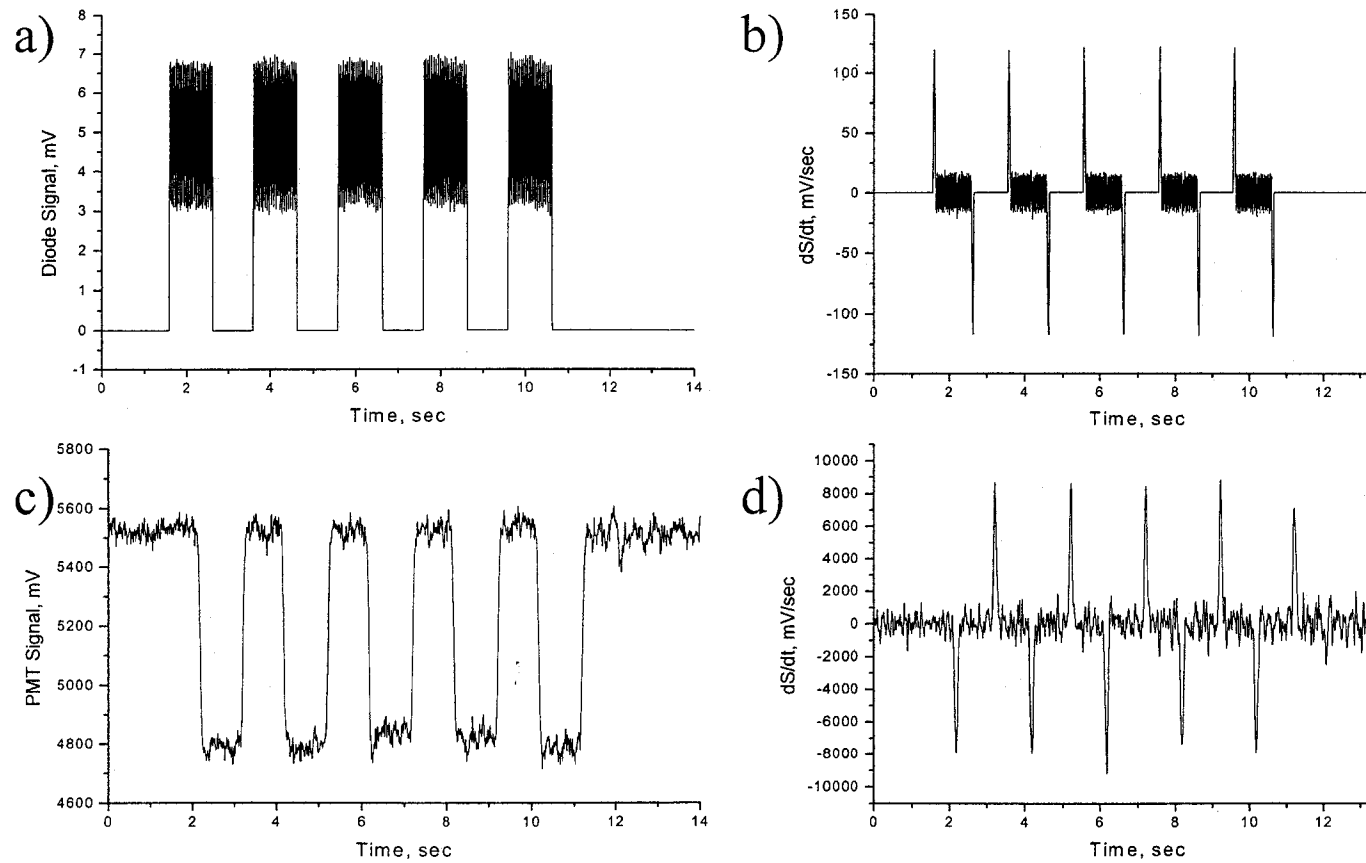 a)
Diode Signal, mV
8
7
6
5
4
3
2
1
0
-1
0 2 4 6 8 10 12 14
Time, sec
b)
dS/dt, mV/sec
150
100
50
0
-50
-100
-150
0 2 4 6 8 10 12
Time, sec
c)
PMT Signal, mV
5800
5600
5400
5200
5000
4800
4600
0 2 4 6 8 10 12 14
Time, sec
d)
dS/dt, mV/sec
10000
8000
6000
4000
2000
0
-2000
-4000
-6000
-8000
-10000
0 2 4 6 8 10 12
Time, sec